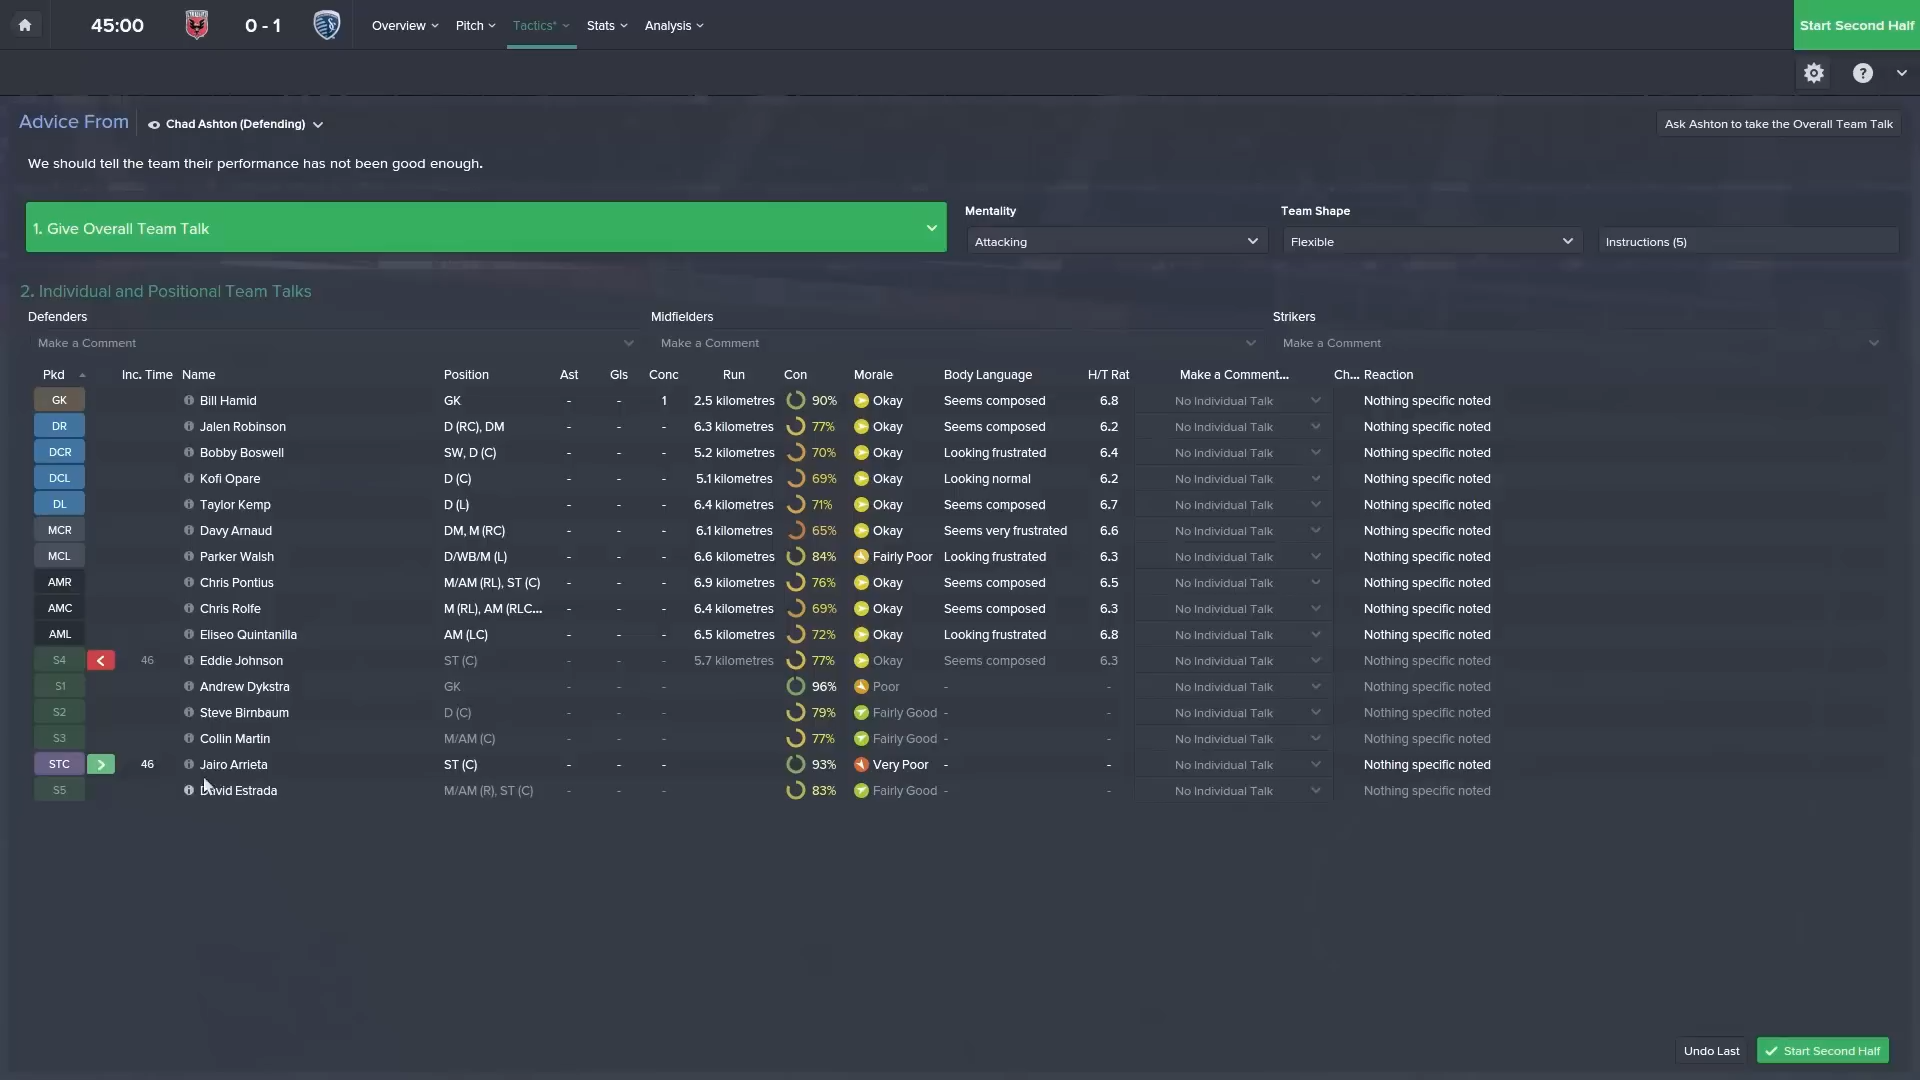 45:00 0 - 1 Overview Pitch Tactics* Stats Analysis Start Second Half
?
Advice From Chad Ashton (Defending) Ask Ashton to take the Overall Team Talk
We should tell the team their performance has not been good enough.
Mentality Team Shape
1. Give Overall Team Talk Attacking Flexible Instructions (5)
2. Individual and Positional Team Talks
Defenders Midfielders Strikers
Make a Comment Make a Comment Make a Comment
Pkd Inc. Time Name Position Ast Gls Conc Run Con Morale Body Language H/T Rat Make a Comment... Ch... Reaction
GK Bill Hamid GK - - 1 2.5 kilometres 90% Okay Seems composed 6.8 No Individual Talk Nothing specific noted
DR Jalen Robinson D (RC), DM - - - 6.3 kilometres 77% Okay Seems composed 6.2 No Individual Talk Nothing specific noted
DCR Bobby Boswell SW, D (C) - - - 5.2 kilometres 70% Okay Looking frustrated 6.4 No Individual Talk Nothing specific noted
DCL Kofi Opare D (C) - - - 5.1 kilometres 69% Okay Looking normal 6.2 No Individual Talk Nothing specific noted
DL Taylor Kemp D (L) - - - 6.4 kilometres 71% Okay Seems composed 6.7 No Individual Talk Nothing specific noted
MCR Davy Arnaud DM, M (RC) - - - 6.1 kilometres 65% Okay Seems very frustrated 6.6 No Individual Talk Nothing specific noted
MCL Parker Walsh D/WB/M (L) - - - 6.6 kilometres 84% Fairly Poor Looking frustrated 6.3 No Individual Talk Nothing specific noted
AMR Chris Pontius M/AM (RL), ST (C) - - - 6.9 kilometres 76% Okay Seems composed 6.5 No Individual Talk Nothing specific noted
AMC Chris Rolfe M (RL), AM (RLC... - - - 6.4 kilometres 69% Okay Seems composed 6.3 No Individual Talk Nothing specific noted
AML Eliseo Quintanilla AM (LC) - - - 6.5 kilometres 72% Okay Looking frustrated 6.8 No Individual Talk Nothing specific noted
S4 46 Eddie Johnson ST (C) - - - 5.7 kilometres 77% Okay Seems composed 6.3 No Individual Talk Nothing specific noted
S1 Andrew Dykstra GK - - - 96% Poor - - No Individual Talk Nothing specific noted
S2 Steve Birnbaum D (C) - - - 79% Fairly Good - - No Individual Talk Nothing specific noted
S3 Collin Martin M/AM (C) - - - 77% Fairly Good - - No Individual Talk Nothing specific noted
STC 46 Jairo Arrieta ST (C) - - - 93% Very Poor - - No Individual Talk Nothing specific noted
S5 David Estrada M/AM (R), ST (C) - - - 83% Fairly Good - - No Individual Talk Nothing specific noted
Undo Last Start Second Half